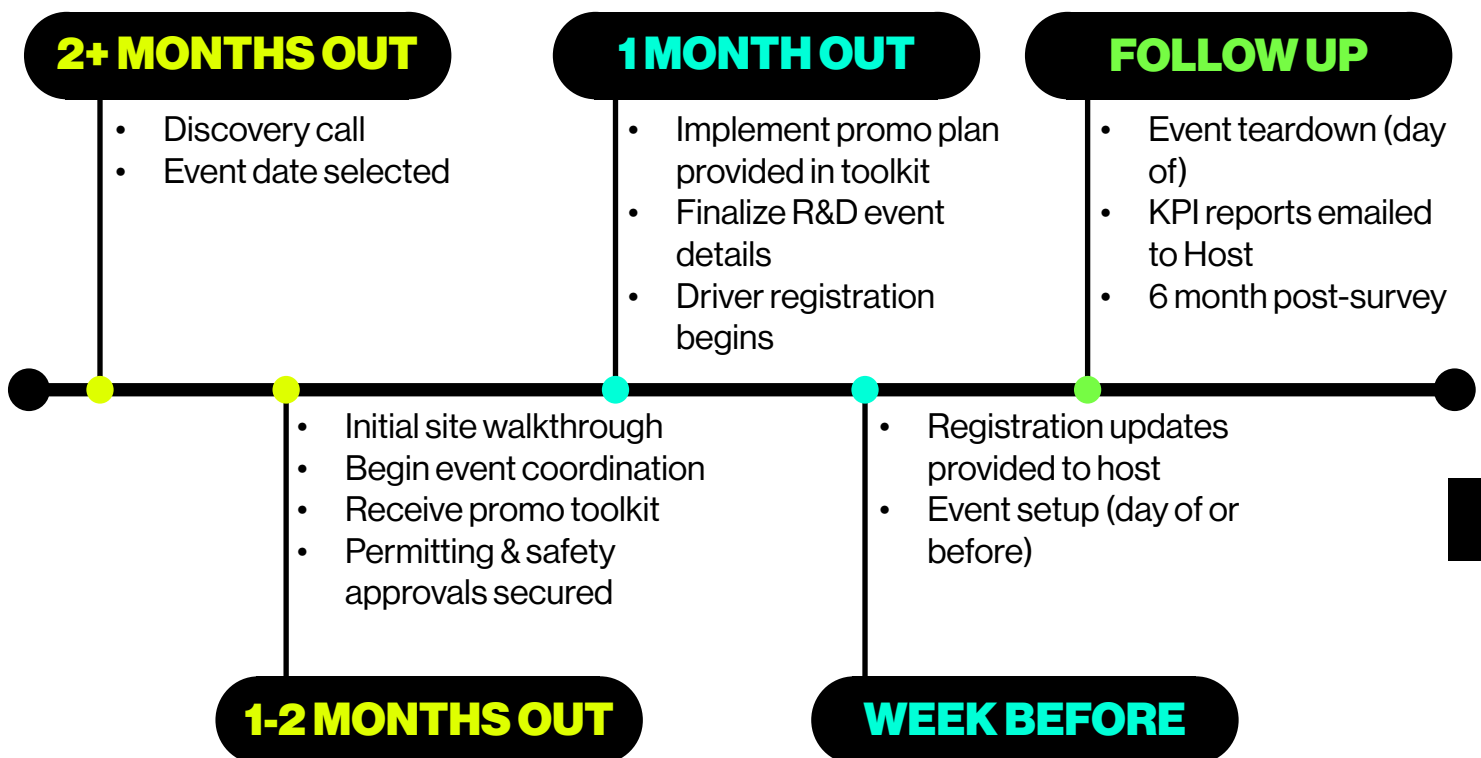 2+ MONTHS OUT
• Discovery call
• Event date selected
1-2 MONTHS OUT
• Initial site walkthrough
• Begin event coordination
• Receive promo toolkit
• Permitting & safety
approvals secured
1 MONTH OUT
• Implement promo plan
provided in toolkit
• Finalize R&D event
details
• Driver registration
begins
WEEK BEFORE
• Registration updates
provided to host
• Event setup (day of or
before)
FOLLOW UP
• Event teardown (day
of)
• KPI reports emailed
to Host
• 6 month post-survey